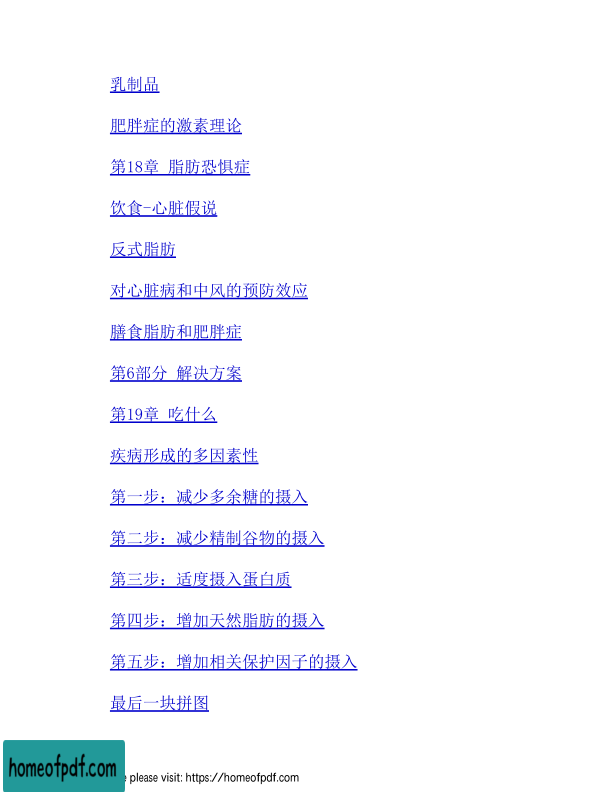 乳制品
肥胖症的激素理论
第18章 脂肪恐惧症
饮食-心脏假说
反式脂肪
对心脏病和中风的预防效应
膳食脂肪和肥胖症
第6部分 解决方案
第19章 吃什么
疾病形成的多因素性
第一步：减少多余糖的摄入
第二步：减少精制谷物的摄入
第三步：适度摄入蛋白质
第四步：增加天然脂肪的摄入
第五步：增加相关保护因子的摄入
最后一块拼图
homeofpdf.com please visit: https://homeofpdf.com